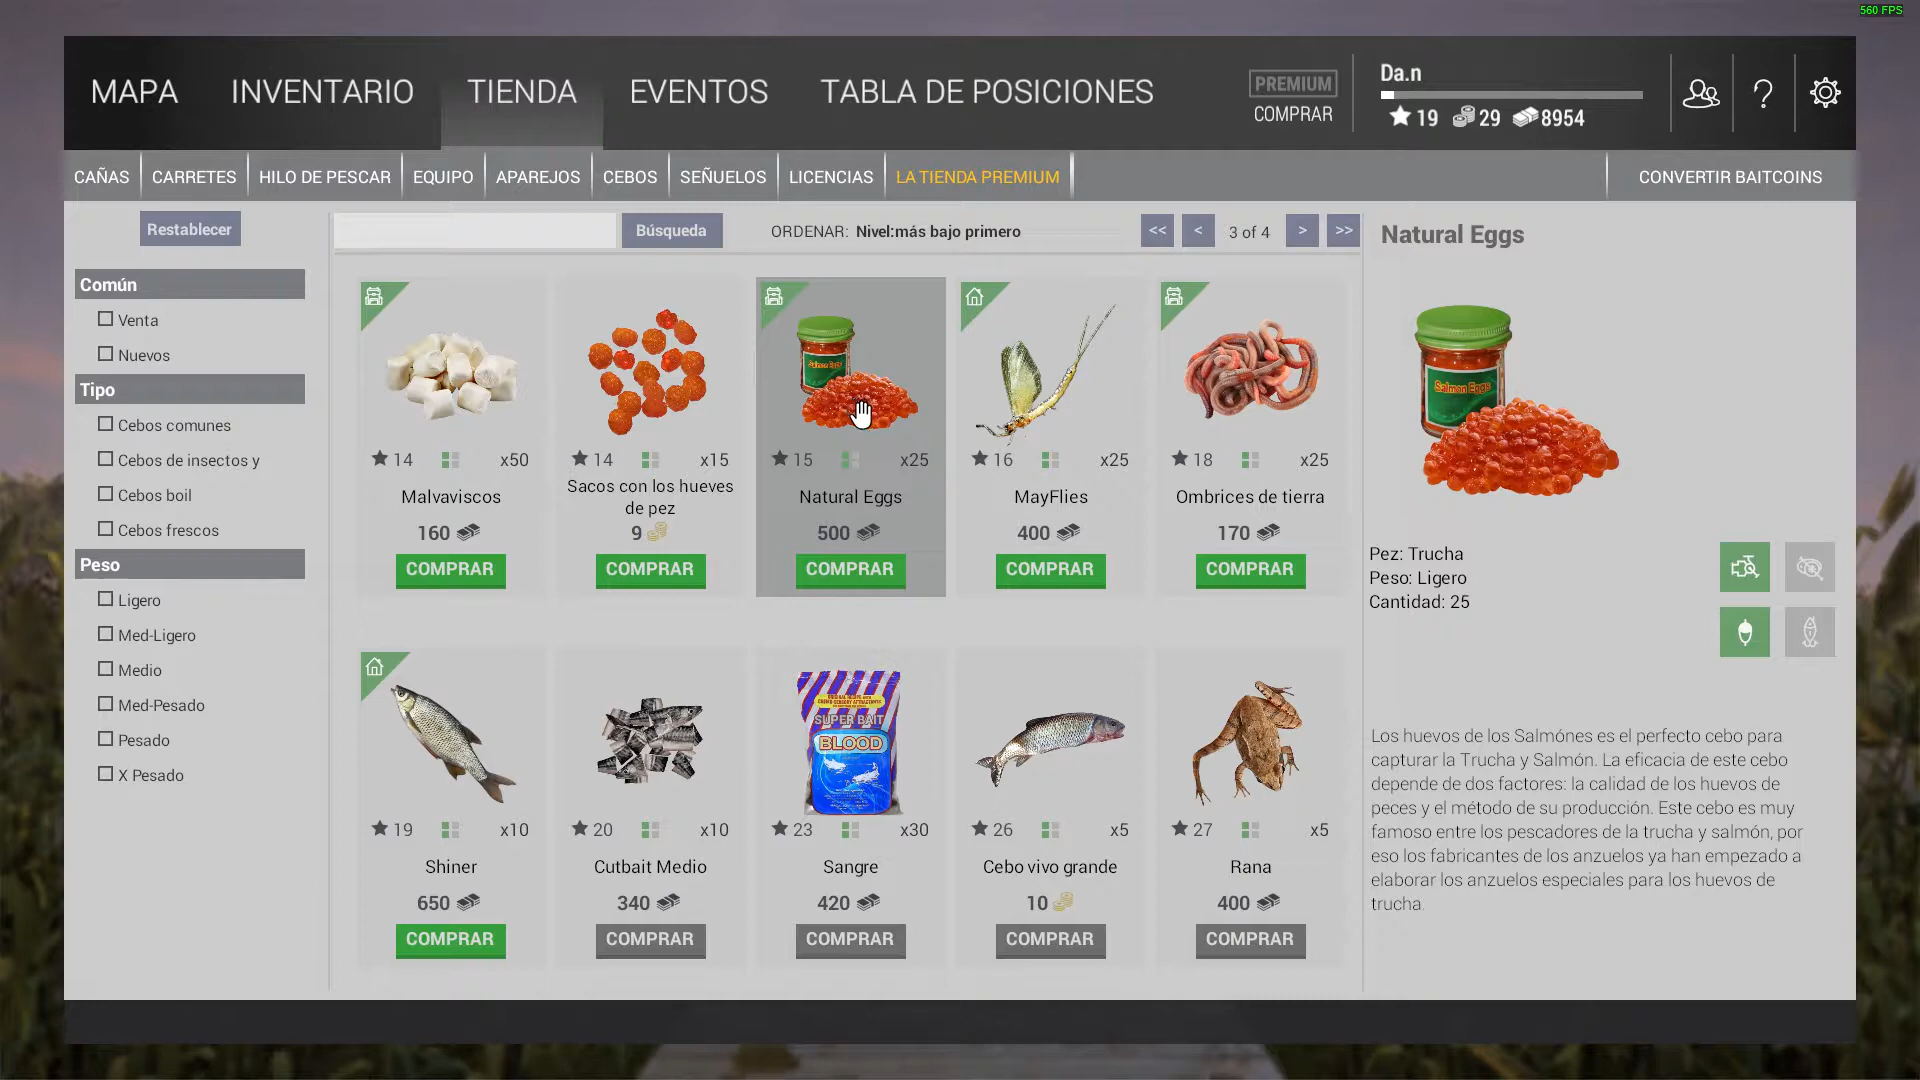 560 FPS
MAPA INVENTARIO TIENDA EVENTOS TABLA DE POSICIONES
PREMIUM
COMPRAR
Da.n
19 29 8954
?
CAÑAS CARRETES HILO DE PESCAR EQUIPO APAREJOS CEBOS SEÑUELOS LICENCIAS LA TIENDA PREMIUM CONVERTIR BAITCOINS
Restablecer
Común
Venta
Nuevos
Tipo
Cebos comunes
Cebos de insectos y
Cebos boil
Cebos frescos
Peso
Ligero
Med-Ligero
Medio
Med-Pesado
Pesado
X Pesado
Búsqueda ORDENAR: Nivel:más bajo primero << < 3 of 4 > >>
14 x50
Malvaviscos
160
COMPRAR
14 x15
Sacos con los hueves
de pez
9
COMPRAR
Salmon Eggs
15 x25
Natural Eggs
500
COMPRAR
16 x25
MayFlies
400
COMPRAR
18 x25
Ombrices de tierra
170
COMPRAR
19 x10
Shiner
650
COMPRAR
20 x10
Cutbait Medio
340
COMPRAR
SUPER BAIT
BLOOD
23 x30
Sangre
420
COMPRAR
26 x5
Cebo vivo grande
10
COMPRAR
27 x5
Rana
400
COMPRAR
Natural Eggs
Salmon Eggs
Pez: Trucha
Peso: Ligero
Cantidad: 25
Los huevos de los Salmónes es el perfecto cebo para
capturar la Trucha y Salmón. La eficacia de este cebo
depende de dos factores: la calidad de los huevos de
peces y el método de su producción. Este cebo es muy
famoso entre los pescadores de la trucha y salmón, por
eso los fabricantes de los anzuelos ya han empezado a
elaborar los anzuelos especiales para los huevos de
trucha.